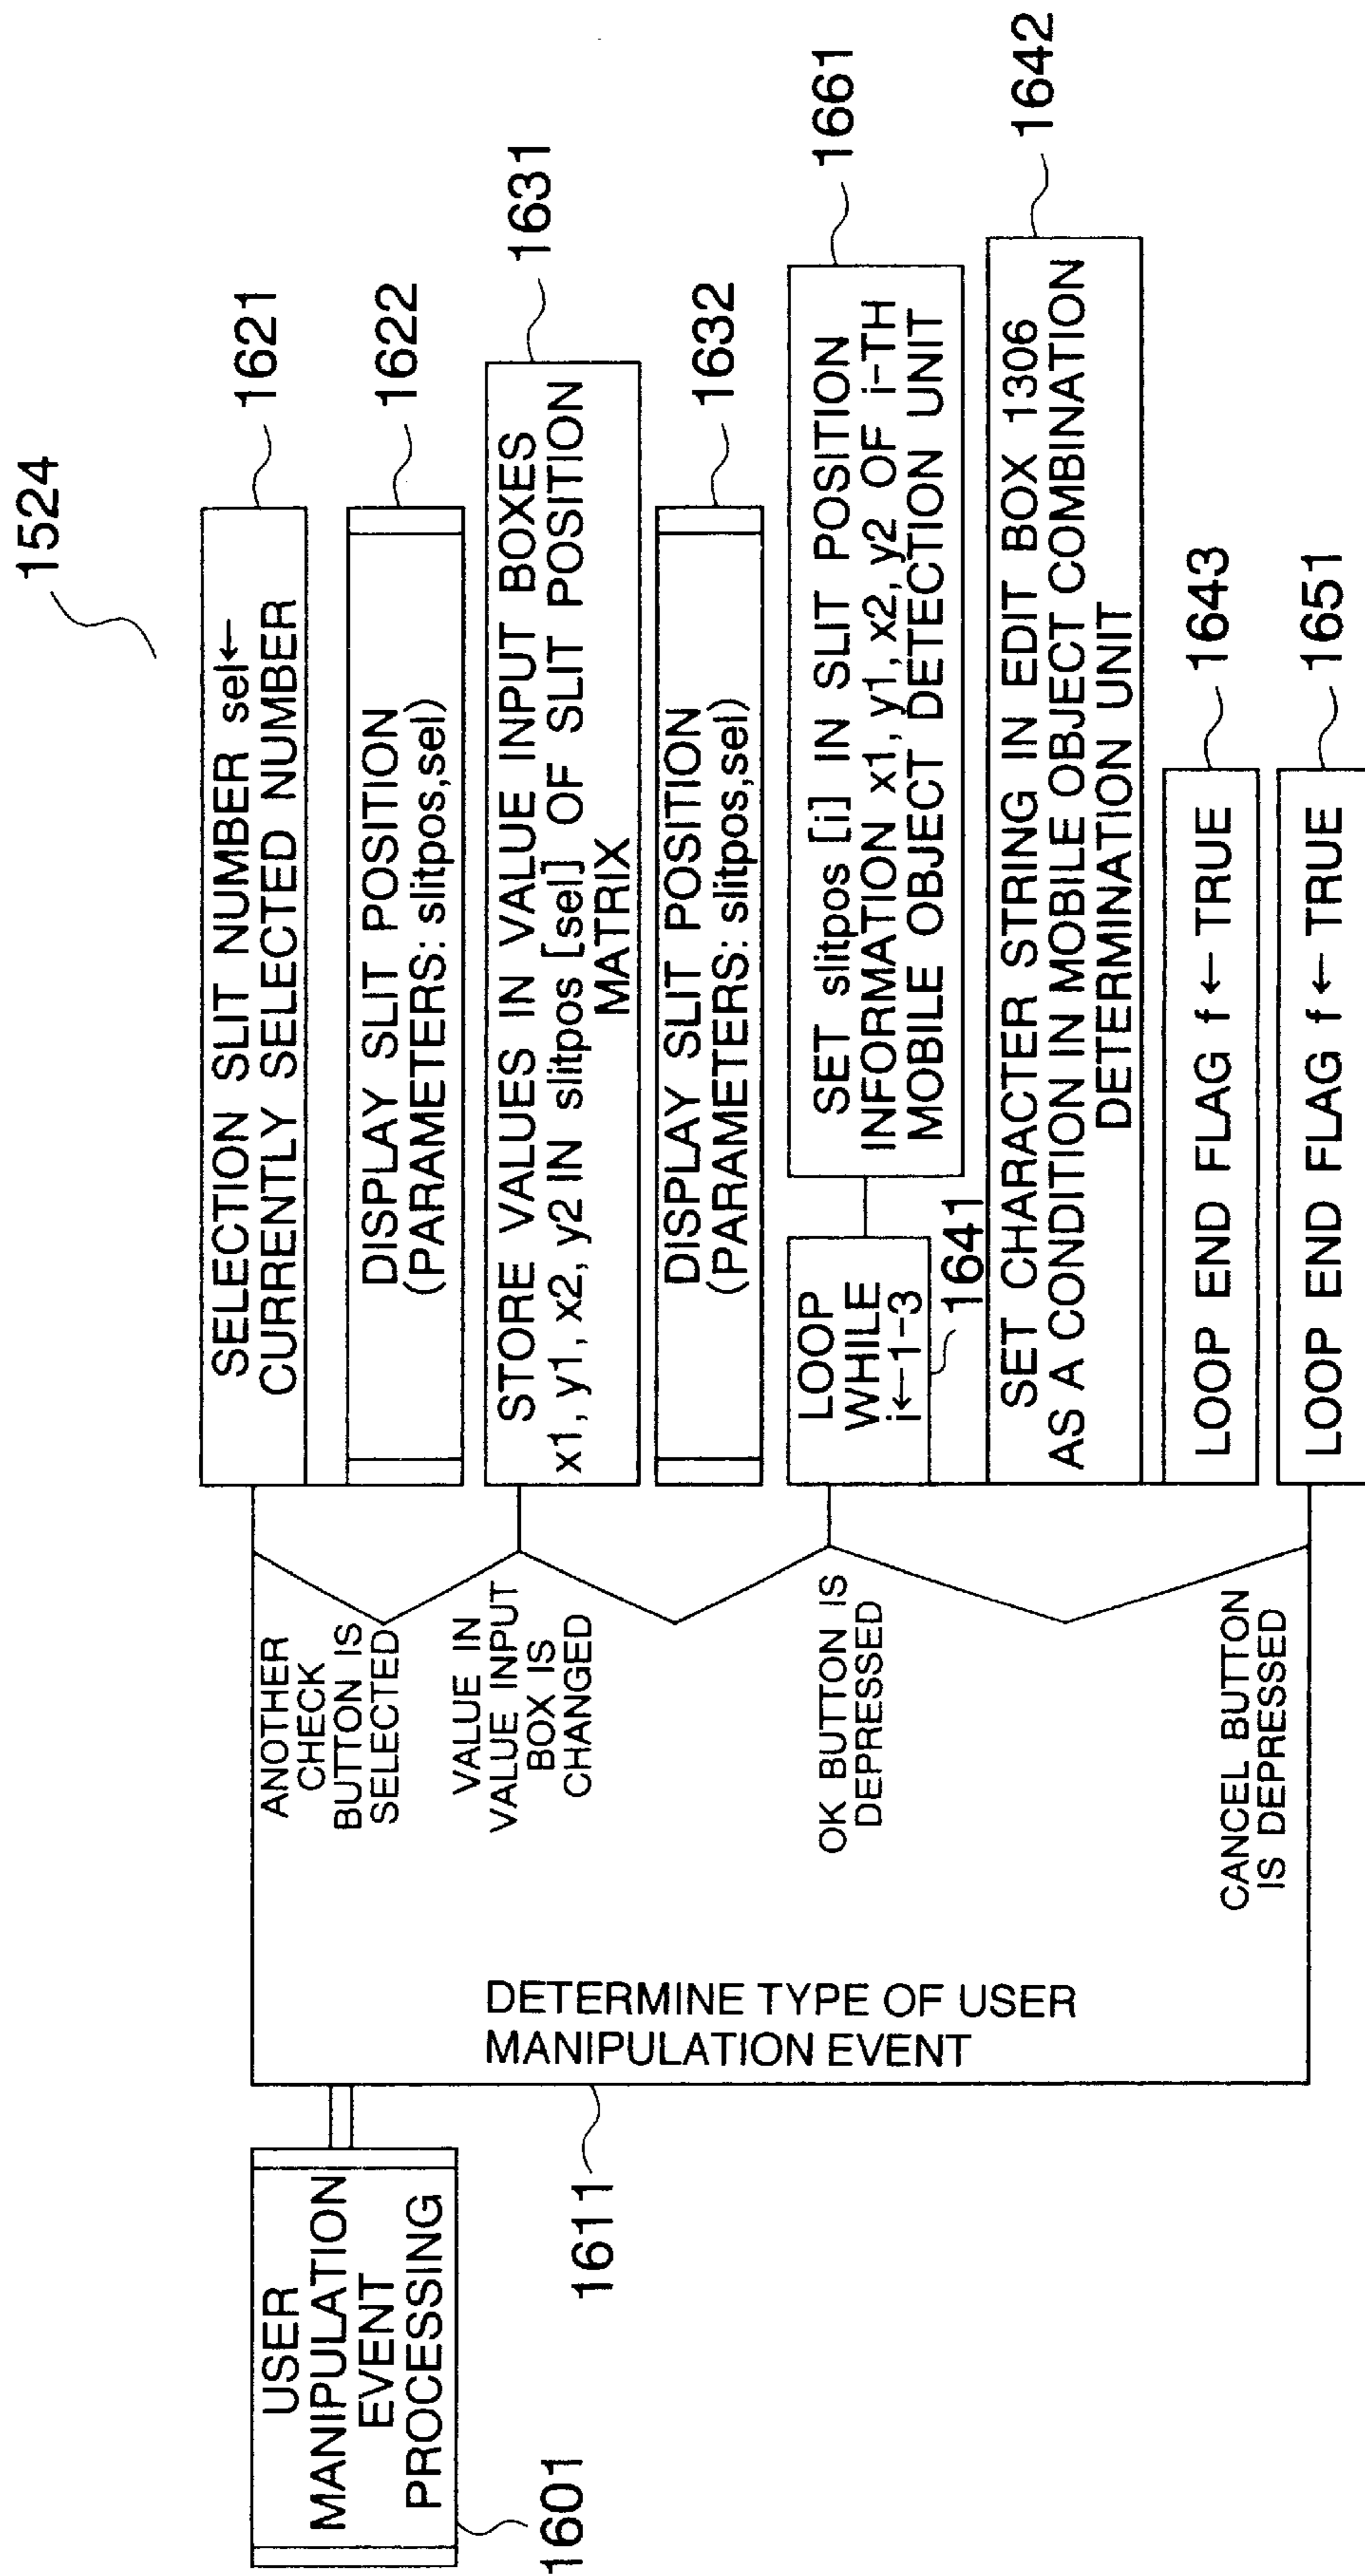 1524
USER
MANIPULATION
EVENT
PROCESSING
1601
DETERMINE TYPE OF USER
MANIPULATION EVENT
1611
ANOTHER
CHECK
BUTTON IS
SELECTED
SELECTION SLIT NUMBER sel←
CURRENTLY SELECTED NUMBER
1621
DISPLAY SLIT POSITION
(PARAMETERS: slitpos,sel)
1622
VALUE IN
VALUE INPUT
BOX IS
CHANGED
STORE VALUES IN VALUE INPUT BOXES
x1, y1, x2, y2 IN slitpos [sel] OF SLIT POSITION
MATRIX
1631
DISPLAY SLIT POSITION
(PARAMETERS: slitpos,sel)
1632
OK BUTTON IS
DEPRESSED
LOOP
WHILE
i←1-3
1641
SET slitpos [i] IN SLIT POSITION
INFORMATION x1, y1, x2, y2 OF i-TH
MOBILE OBJECT DETECTION UNIT
1661
SET CHARACTER STRING IN EDIT BOX 1306
AS A CONDITION IN MOBILE OBJECT COMBINATION
DETERMINATION UNIT
1642
LOOP END FLAG f ← TRUE
1643
CANCEL BUTTON
IS DEPRESSED
LOOP END FLAG f ← TRUE
1651